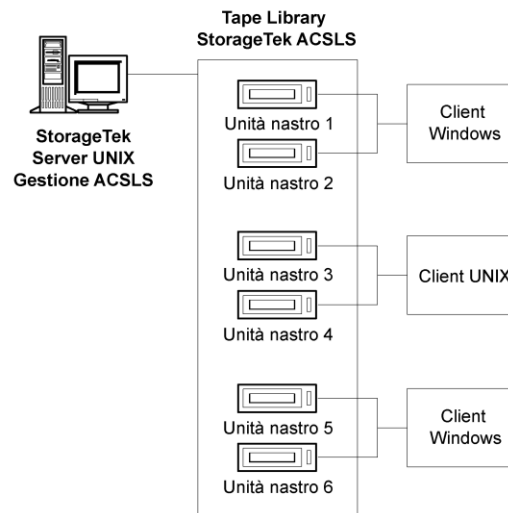 Tape Library
StorageTek ACSLS
StorageTek
Server UNIX
Gestione ACSLS
Unità nastro 1
Unità nastro 2
Client
Windows
Unità nastro 3
Unità nastro 4
Client UNIX
Unità nastro 5
Unità nastro 6
Client
Windows